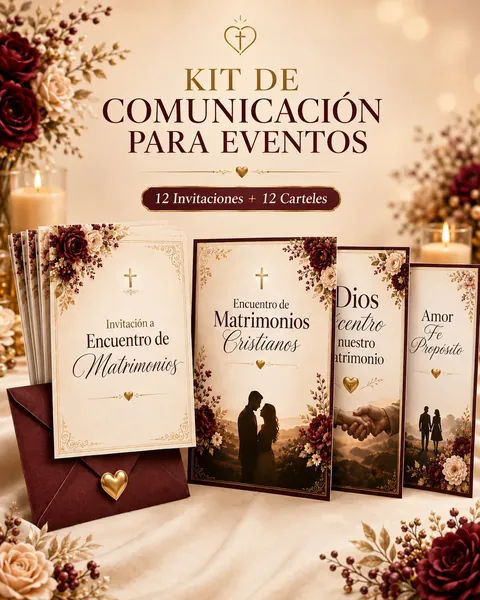 KIT DE
COMUNICACIÓN
PARA EVENTOS
12 Invitaciones + 12 Carteles
Invitación a
Encuentro de
Matrimonios
Encuentro de
Matrimonios
Cristianos
Dios
centro
nuestro
atrimonio
Amor
Fe
Propósito